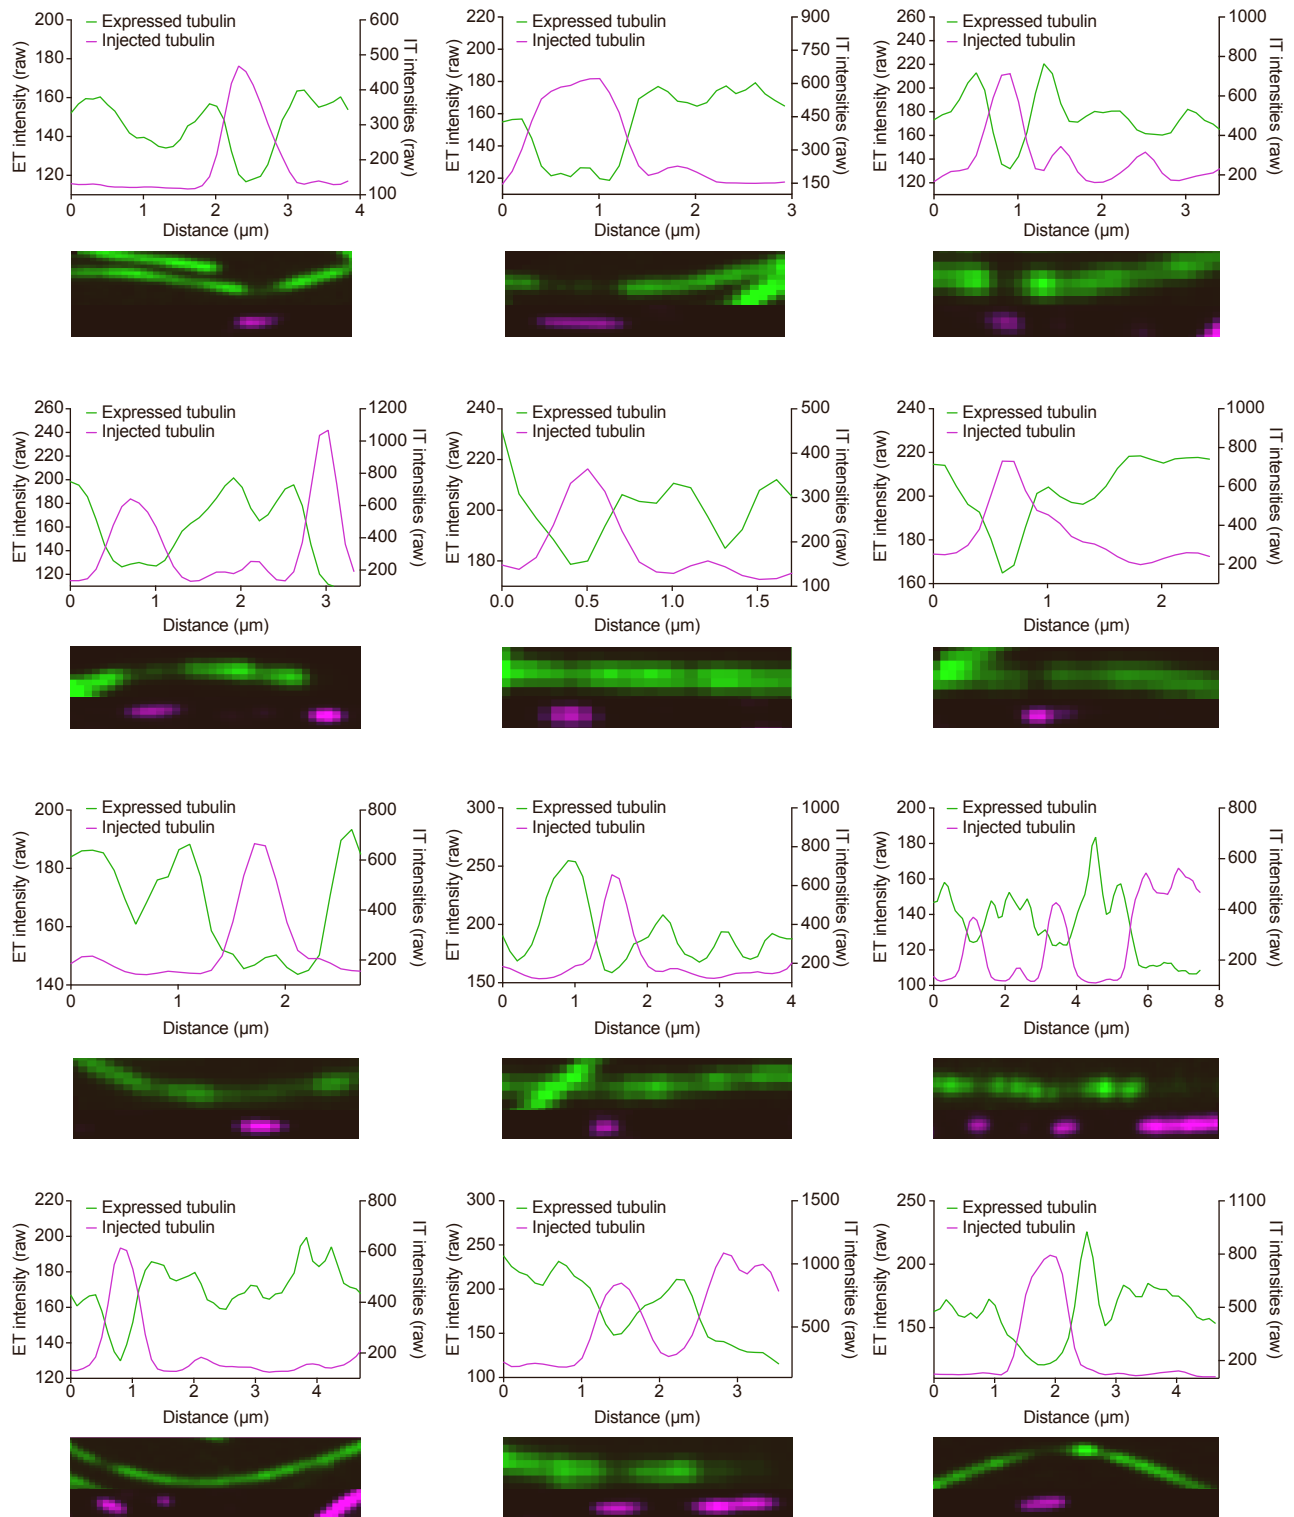 200
180
160
140
120
ET intensity (raw)
Expressed tubulin
Injected tubulin
600
500
400
300
200
100
IT intensities (raw)
0 1 2 3 4
Distance (µm)
220
200
180
160
140
120
ET intensity (raw)
Expressed tubulin
Injected tubulin
900
750
600
450
300
150
IT intensities (raw)
0 1 2 3
Distance (µm)
260
240
220
200
180
160
140
120
ET intensity (raw)
Expressed tubulin
Injected tubulin
1000
800
600
400
200
IT intensities (raw)
0 1 2 3
Distance (µm)
260
240
220
200
180
160
140
120
ET intensity (raw)
Expressed tubulin
Injected tubulin
1200
1000
800
600
400
200
IT intensities (raw)
0 1 2 3
Distance (µm)
240
220
200
180
ET intensity (raw)
Expressed tubulin
Injected tubulin
500
400
300
200
100
IT intensities (raw)
0.0 0.5 1.0 1.5
Distance (µm)
240
220
200
180
160
ET intensity (raw)
Expressed tubulin
Injected tubulin
1000
800
600
400
200
IT intensities (raw)
0 1 2
Distance (µm)
200
180
160
140
ET intensity (raw)
Expressed tubulin
Injected tubulin
800
600
400
200
IT intensities (raw)
0 1 2
Distance (µm)
300
250
200
150
ET intensity (raw)
Expressed tubulin
Injected tubulin
1000
800
600
400
200
IT intensities (raw)
0 1 2 3 4
Distance (µm)
200
180
160
140
120
100
ET intensity (raw)
Expressed tubulin
Injected tubulin
800
600
400
200
IT intensities (raw)
0 2 4 6 8
Distance (µm)
220
200
180
160
140
120
ET intensity (raw)
Expressed tubulin
Injected tubulin
800
600
400
200
IT intensities (raw)
0 1 2 3 4
Distance (µm)
300
250
200
150
100
ET intensity (raw)
Expressed tubulin
Injected tubulin
1500
1000
500
IT intensities (raw)
0 1 2 3
Distance (µm)
250
200
150
ET intensity (raw)
Expressed tubulin
Injected tubulin
1100
800
500
200
IT intensities (raw)
0 1 2 3 4
Distance (µm)